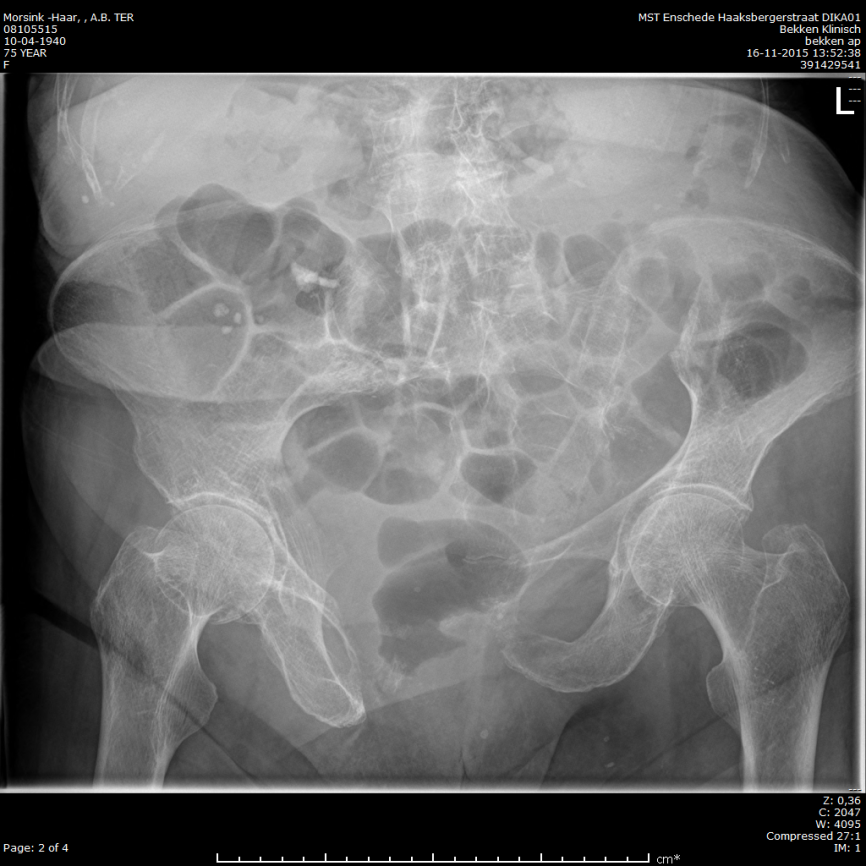 Morsink -Haar, , A.B. TER
08105515
10-04-1940
75 YEAR
F
MST Enschede Haaksbergerstraat DIKA01
Bekken Klinisch
bekken ap
16-11-2015 13:52:38
391429541
---
---
---
L
---
Z: 0,36
C: 2047
W: 4095
Compressed 27:1
IM: 1
Page: 2 of 4
cm*